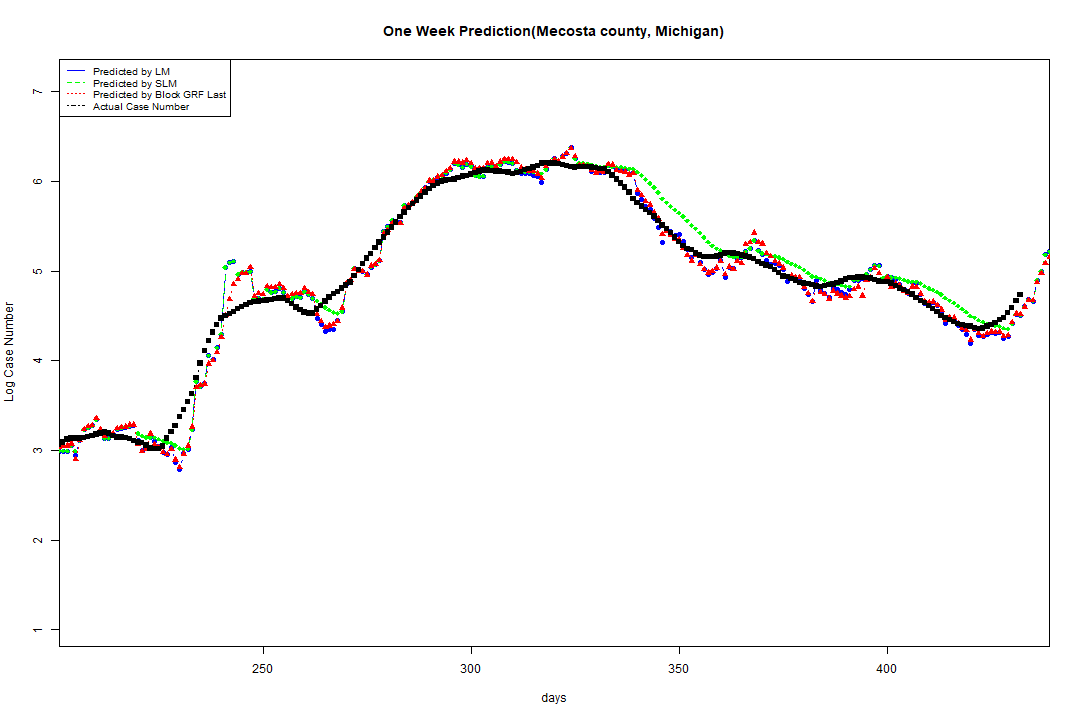 One Week Prediction(Mecosta county, Michigan)
Predicted by LM
Predicted by SLM
Predicted by Block GRF Last
Actual Case Number
7
6
5
4
3
2
1
Log Case Number
250 300 350 400
days